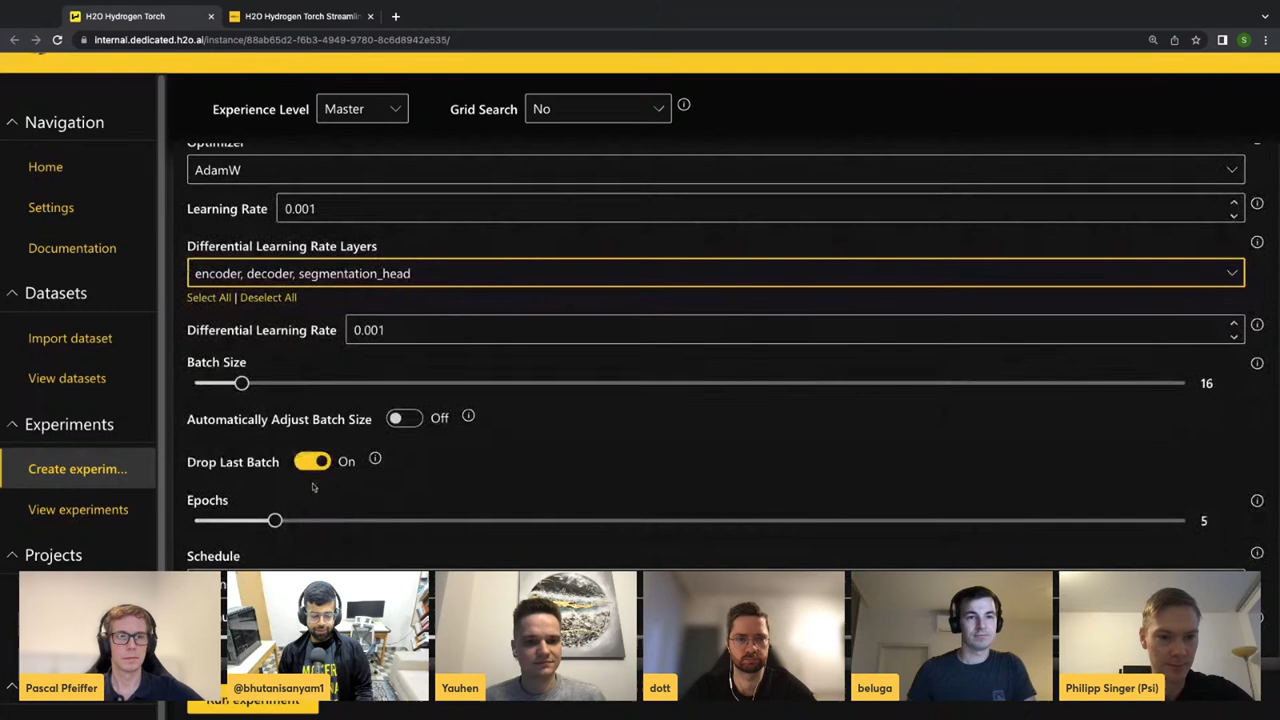 H2O Hydrogen Torch
H2O Hydrogen Torch Streamlin
internal.dedicated.h2o.ai/instance/88ab65d2-f6b3-4949-9780-8c6d8942e535/
S
Experience Level
Master
Grid Search
No
Navigation
Home
Settings
Documentation
Datasets
Import dataset
View datasets
Experiments
Create experim...
View experiments
Projects
Optimizer
AdamW
Learning Rate
0.001
Differential Learning Rate Layers
encoder, decoder, segmentation_head
Select All | Deselect All
Differential Learning Rate
0.001
Batch Size
16
Automatically Adjust Batch Size
Off
Drop Last Batch
On
Epochs
5
Schedule
Run experiment
Pascal Pfeiffer
@bhutanisanyam1
Yauhen
dott
beluga
Philipp Singer (Psi)